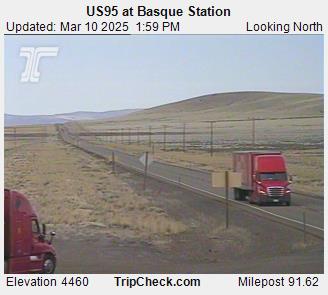 US95 at Basque Station
Updated: Mar 10 2025 1:59 PM Looking North
Elevation 4460 TripCheck.com Milepost 91.62